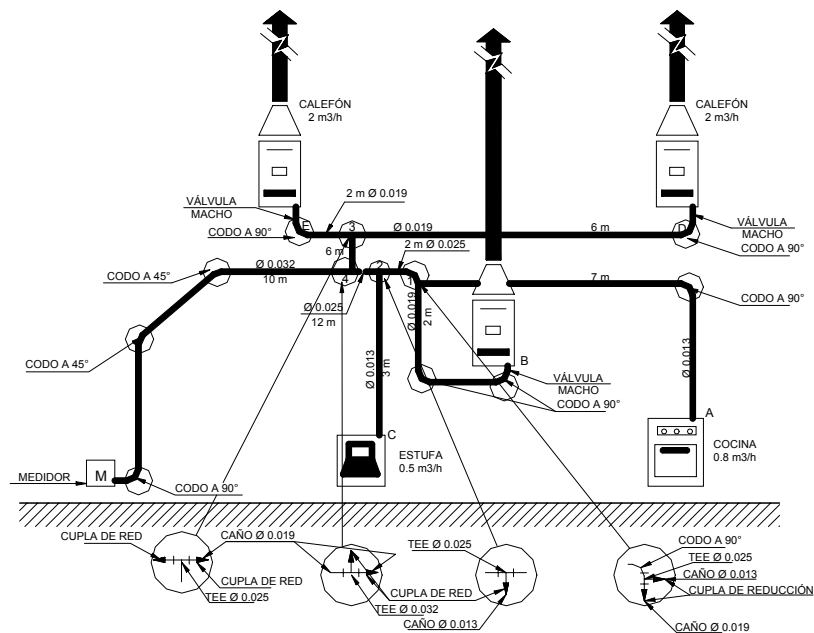 CALEFÓN
2 m3/h
CALEFÓN
2 m3/h
VÁLVULA
MACHO
2 m Ø 0.019
E
3
Ø 0.019
6 m
D
VÁLVULA
MACHO
CODO A 90°
CODO A 90°
6 m
2 m Ø 0.025
CODO A 45°
Ø 0.032
10 m
4
2
1
7 m
CODO A 90°
Ø 0.025
12 m
Ø 0.019
2 m
CODO A 45°
Ø 0.013
3 m
B
VÁLVULA
MACHO
CODO A 90°
Ø 0.013
A
C
ESTUFA
0.5 m3/h
COCINA
0.8 m3/h
MEDIDOR
M
CODO A 90°
CUPLA DE RED
CAÑO Ø 0.019
CUPLA DE RED
TEE Ø 0.025
CUPLA DE RED
TEE Ø 0.032
TEE Ø 0.025
CAÑO Ø 0.013
CODO A 90°
TEE Ø 0.025
CAÑO Ø 0.013
CUPLA DE REDUCCIÓN
CAÑO Ø 0.019